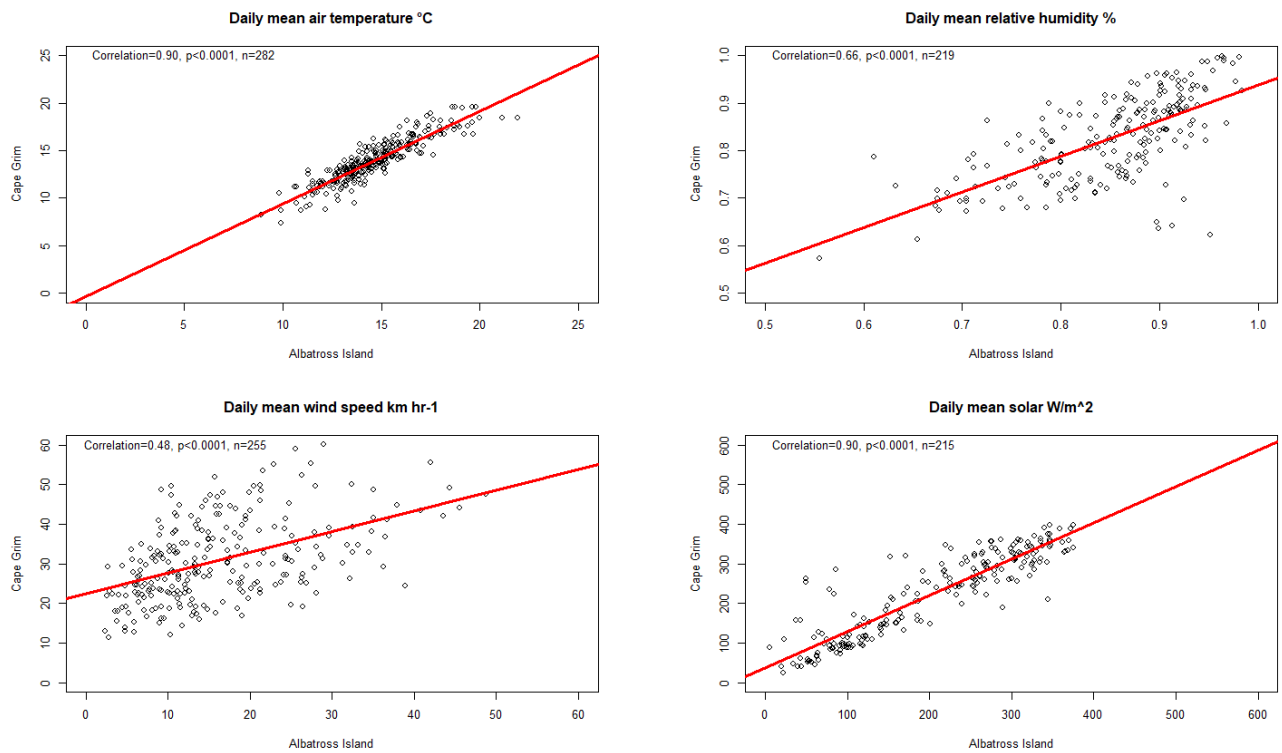 Daily mean air temperature °C
Correlation=0.90, p<0.0001, n=282
Cape Grim
25
20
15
10
5
0
0 5 10 15 20 25
Albatross Island
Daily mean relative humidity %
Correlation=0.66, p<0.0001, n=219
Cape Grim
1.0
0.9
0.8
0.7
0.6
0.5
0.5 0.6 0.7 0.8 0.9 1.0
Albatross Island
Daily mean wind speed km hr-1
Correlation=0.48, p<0.0001, n=255
Cape Grim
60
50
40
30
20
10
0
0 10 20 30 40 50 60
Albatross Island
Daily mean solar W/m^2
Correlation=0.90, p<0.0001, n=215
Cape Grim
600
500
400
300
200
100
0
0 100 200 300 400 500 600
Albatross Island